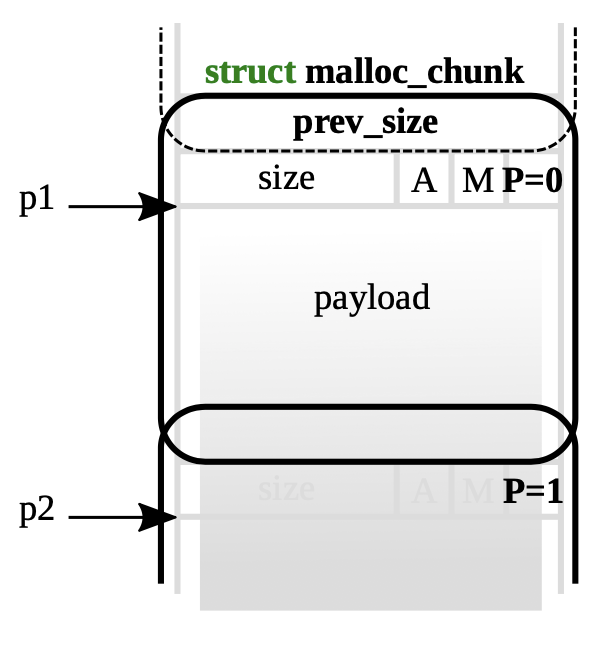 struct malloc_chunk
prev_size
size A M P=0
p1
payload
size A M P=1
p2